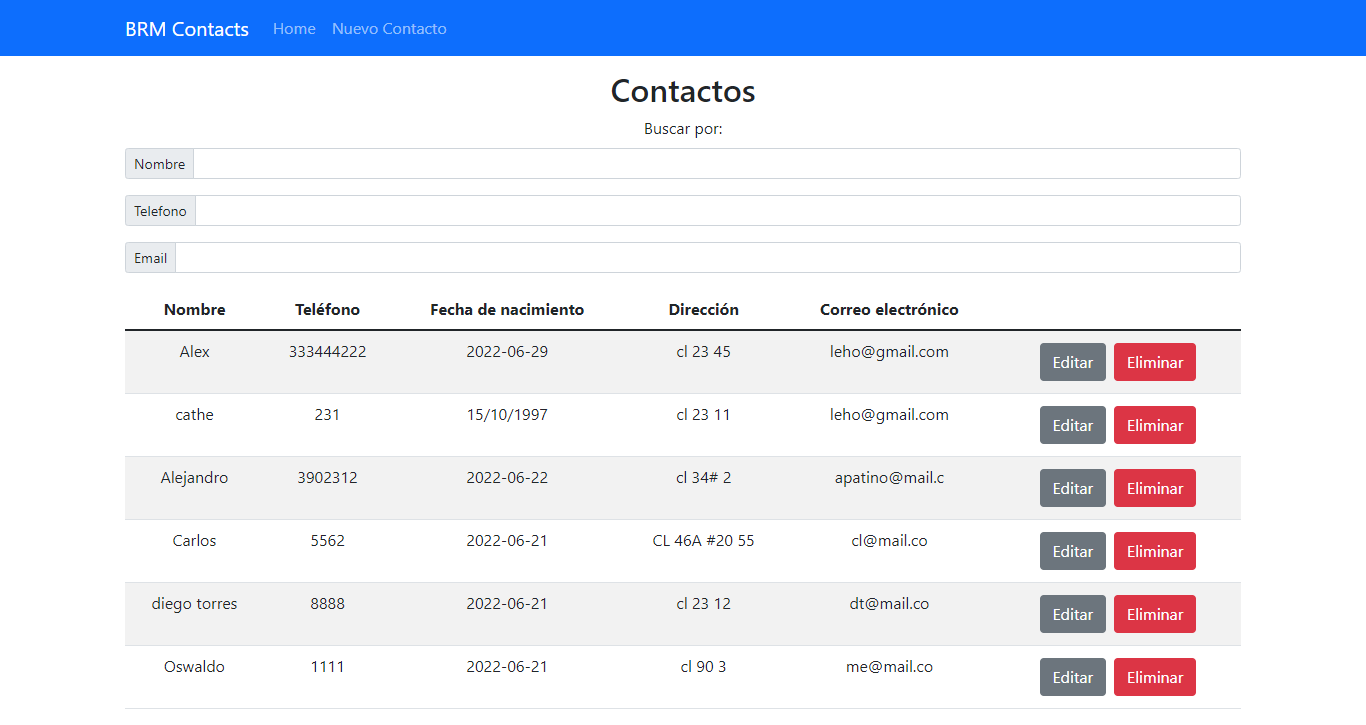 BRM Contacts Home Nuevo Contacto
Contactos
Buscar por:
Nombre
Telefono
Email
Nombre Teléfono Fecha de nacimiento Dirección Correo electrónico
Alex 333444222 2022-06-29 cl 23 45 leho@gmail.com Editar Eliminar
cathe 231 15/10/1997 cl 23 11 leho@gmail.com Editar Eliminar
Alejandro 3902312 2022-06-22 cl 34# 2 apatino@mail.c Editar Eliminar
Carlos 5562 2022-06-21 CL 46A #20 55 cl@mail.co Editar Eliminar
diego torres 8888 2022-06-21 cl 23 12 dt@mail.co Editar Eliminar
Oswaldo 1111 2022-06-21 cl 90 3 me@mail.co Editar Eliminar